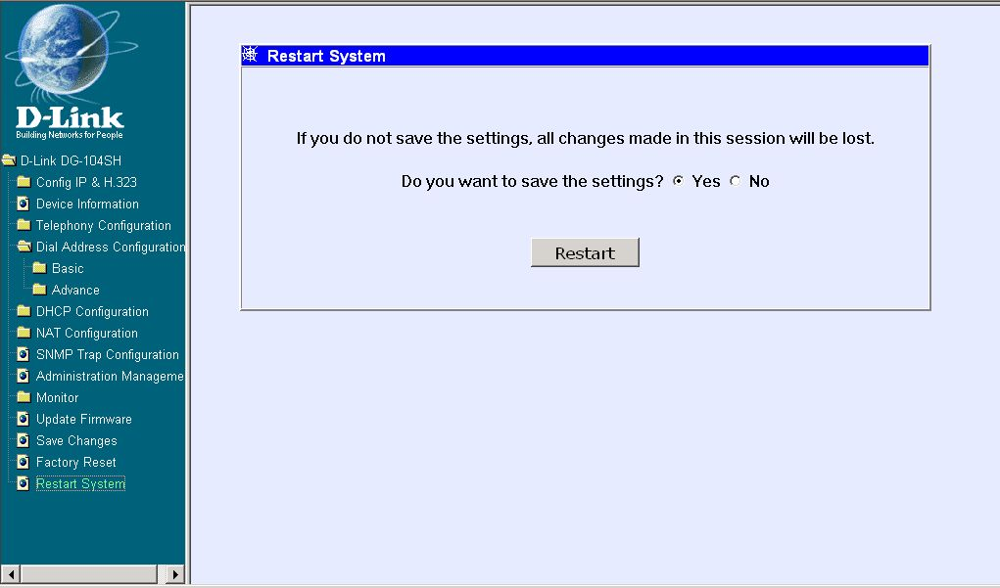 D-Link
Building Networks for People
D-Link DG-104SH
Config IP & H.323
Device Information
Telephony Configuration
Dial Address Configuration
Basic
Advance
DHCP Configuration
NAT Configuration
SNMP Trap Configuration
Administration Manageme
Monitor
Update Firmware
Save Changes
Factory Reset
Restart System
Restart System
If you do not save the settings, all changes made in this session will be lost.
Do you want to save the settings? Yes No
Restart